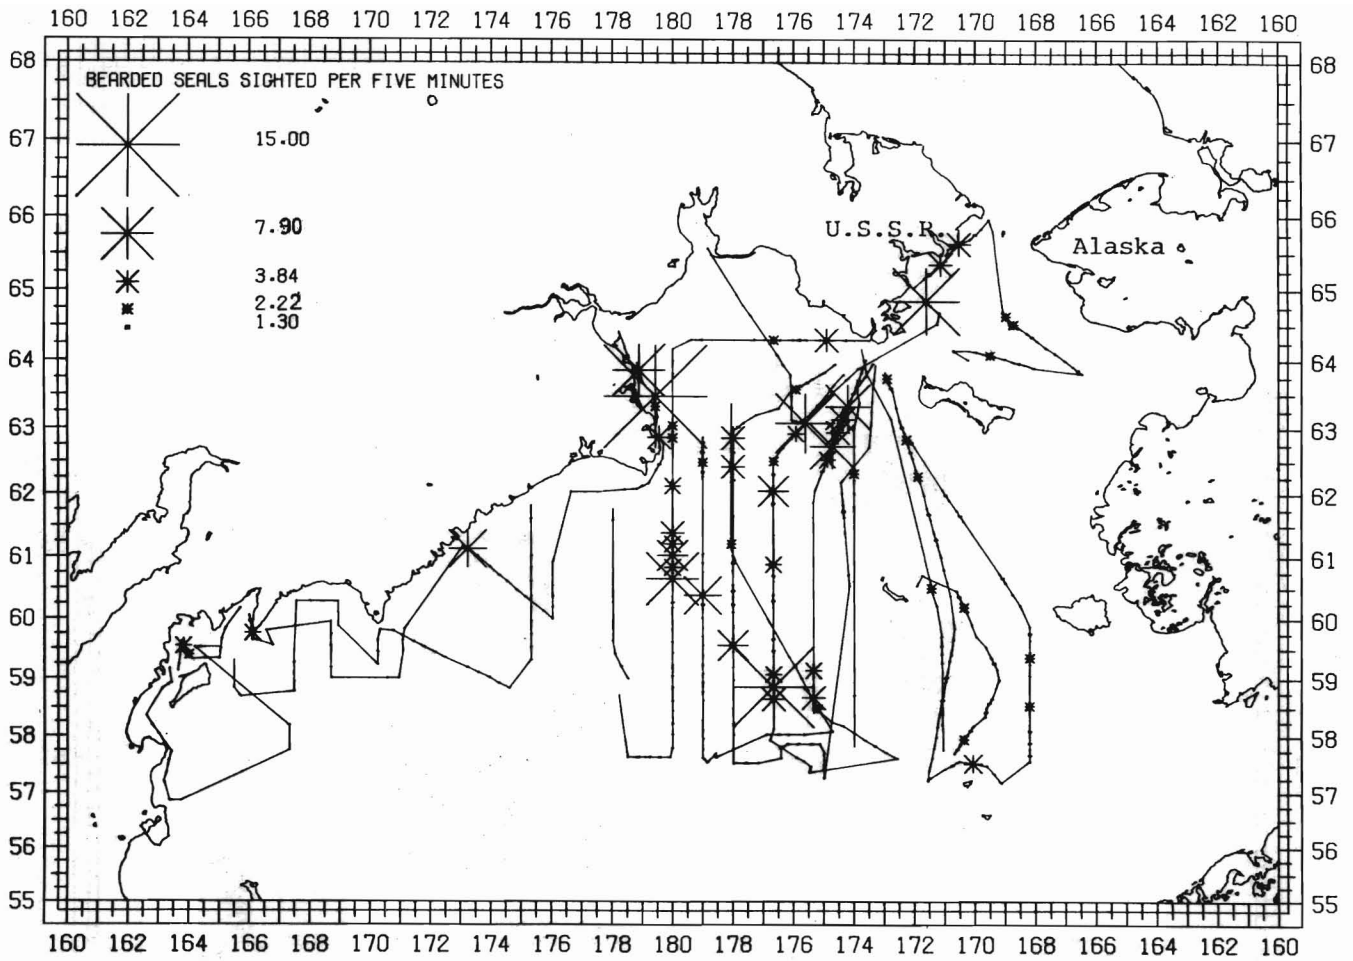 160 162 164 166 168 170 172 174 176 178 180 178 176 174 172 170 168 166 164 162 160
68 68
BEARDED SEALS SIGHTED PER FIVE MINUTES
67 15.00 67
66 7.90 U.S.S.R. Alaska 66
3.84
65 2.22 65
1.30
64 64
63 63
62 62
61 61
60 60
59 59
58 58
57 57
56 56
55 55
160 162 164 166 168 170 172 174 176 178 180 178 176 174 172 170 168 166 164 162 160